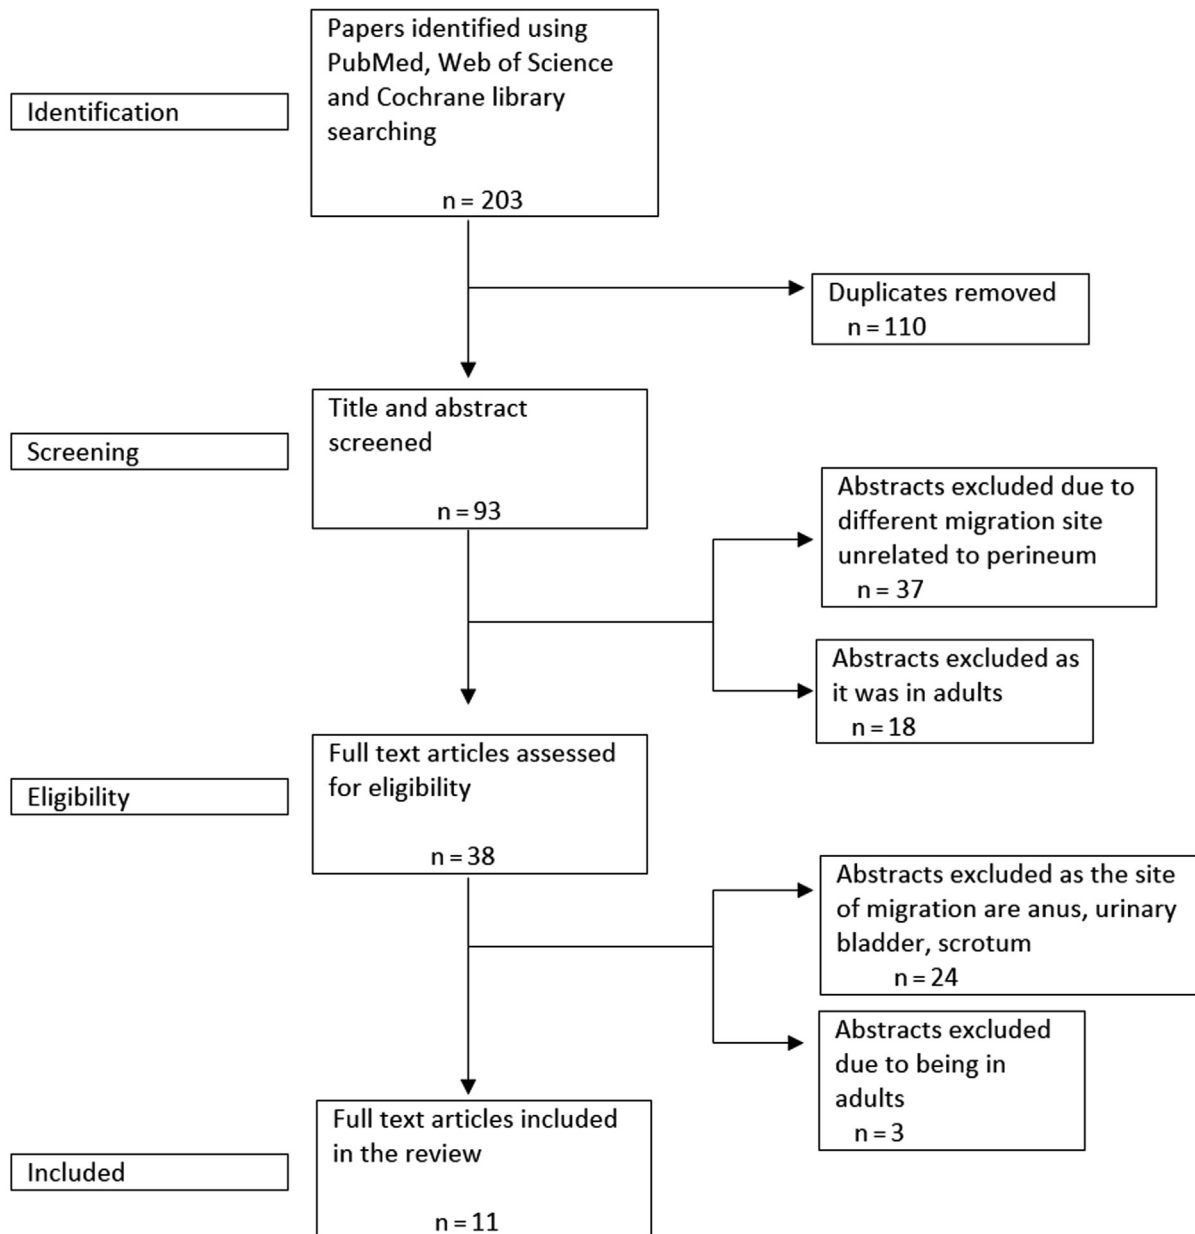 Identification
Papers identified using
PubMed, Web of Science
and Cochrane library
searching
n = 203
Duplicates removed
n = 110
Screening
Title and abstract
screened
n = 93
Abstracts excluded due to
different migration site
unrelated to perineum
n = 37
Abstracts excluded as
it was in adults
n = 18
Eligibility
Full text articles assessed
for eligibility
n = 38
Abstracts excluded as the site
of migration are anus, urinary
bladder, scrotum
n = 24
Abstracts excluded
due to being in
adults
n = 3
Included
Full text articles included
in the review
n = 11